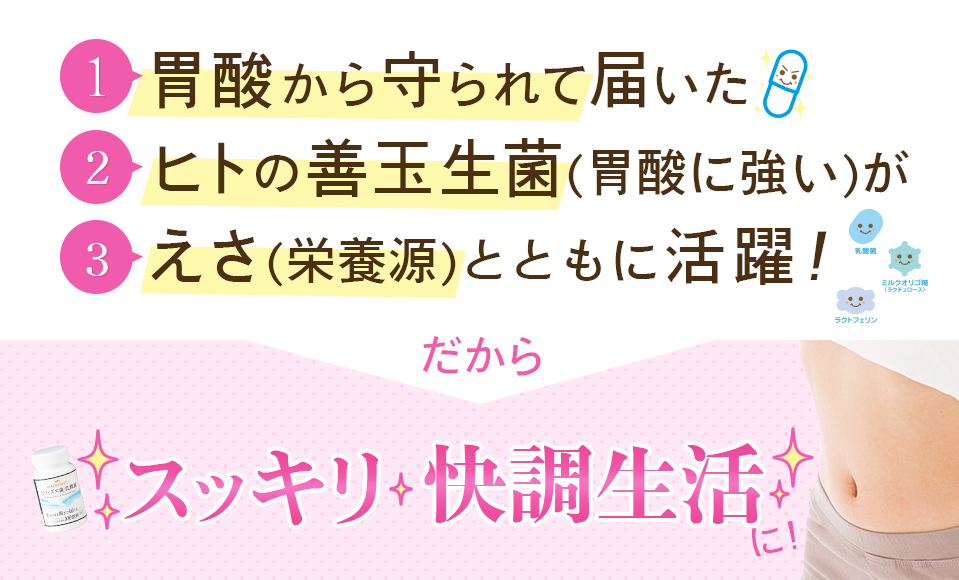 1 胃酸から守られて届いた
2 ヒトの善玉生菌(胃酸に強い)が
3 えさ(栄養源)とともに活躍!
乳酸菌
ミルクオリゴ糖
(ラクチュロース)
ラクトフェリン
だから
スッキリ快調生活に!